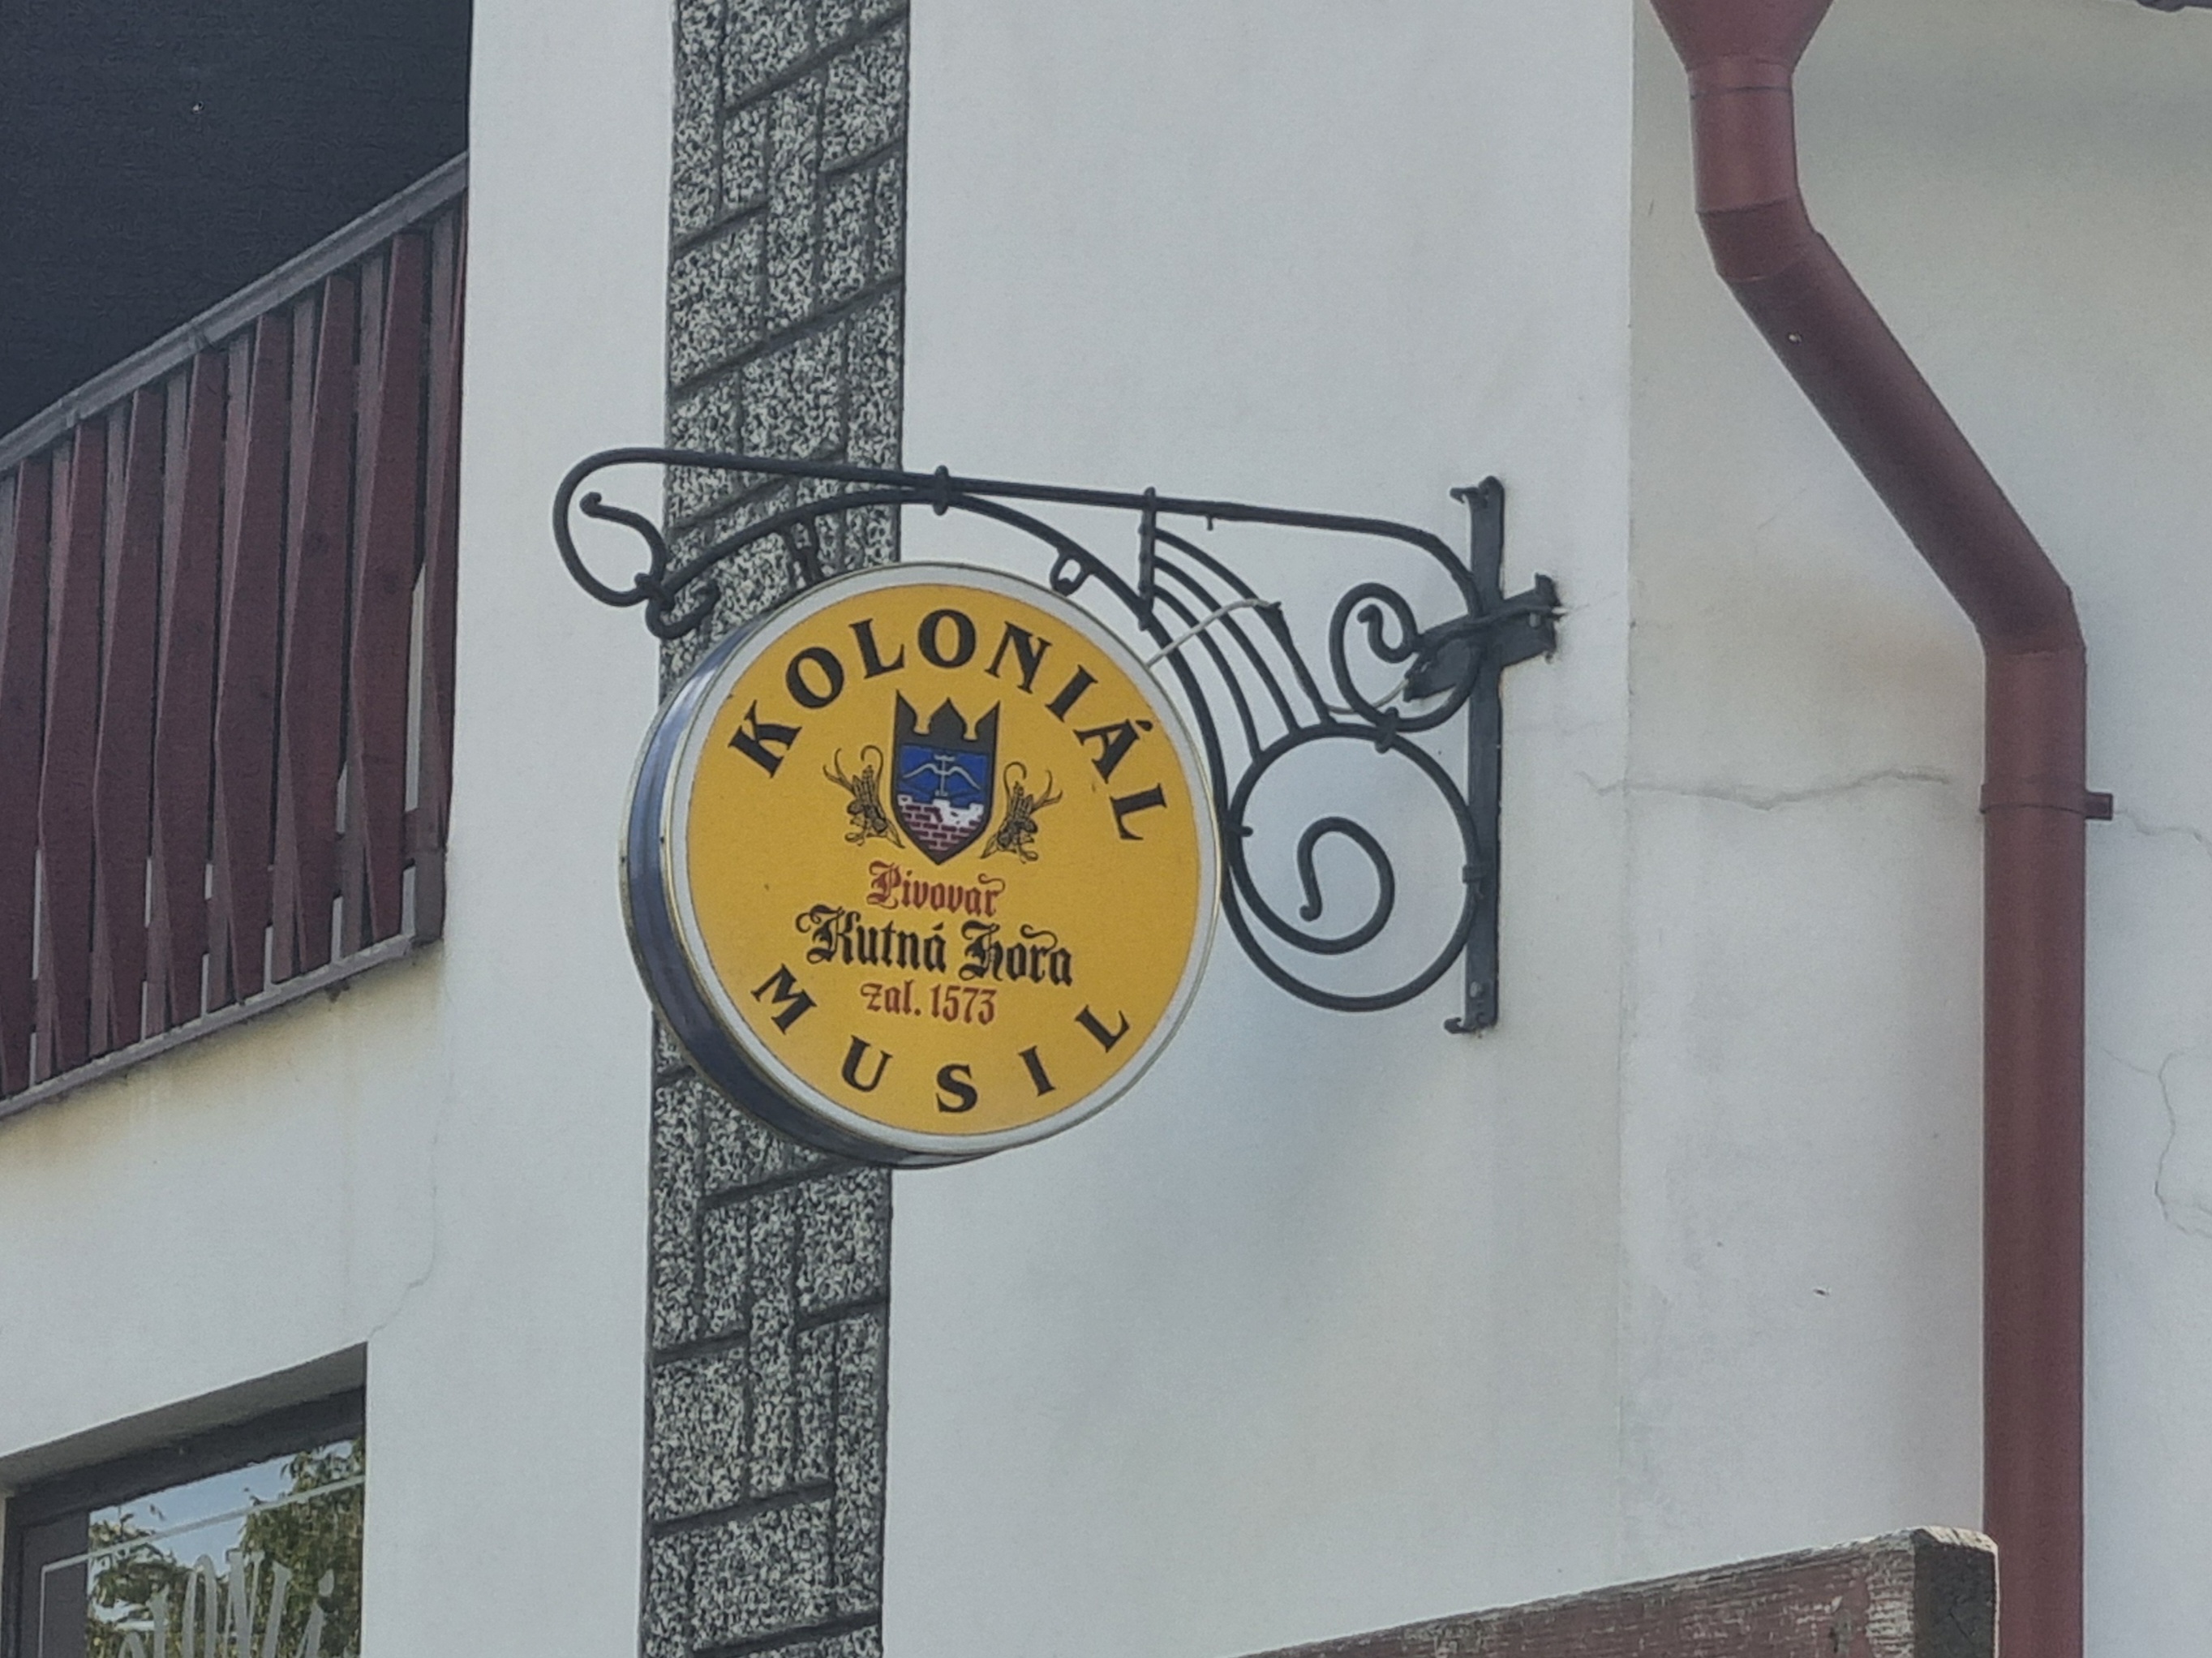 KOLONIÁL
Pivovar
Kutná Hora
zal. 1573
MUSIL